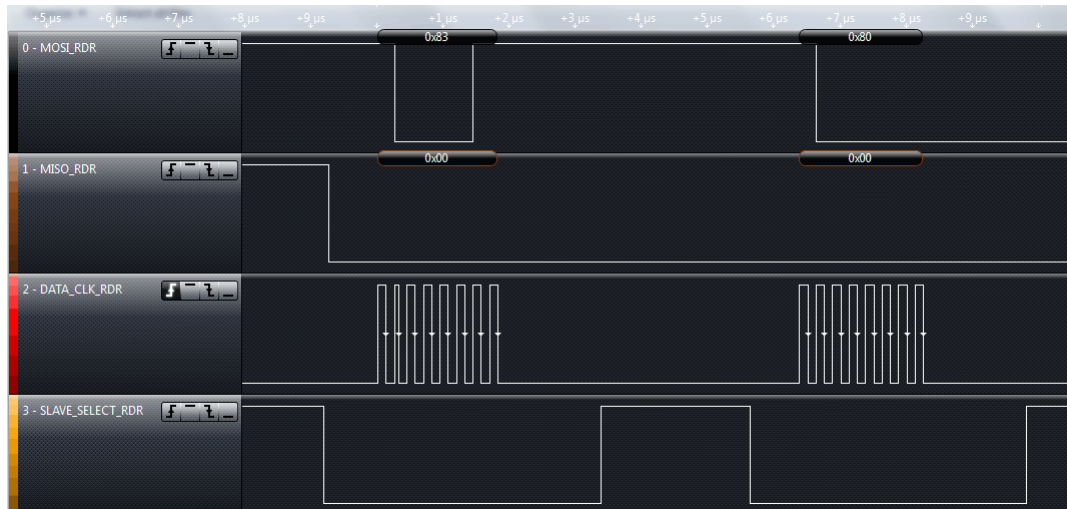 +5 µs +6 µs +7 µs +8 µs +9 µs +1 µs +2 µs +3 µs +4 µs +5 µs +6 µs +7 µs +8 µs +9 µs
0 - MOSI_RDR 0x83 0x80
1 - MISO_RDR 0x00 0x00
2 - DATA_CLK_RDR
3 - SLAVE_SELECT_RDR